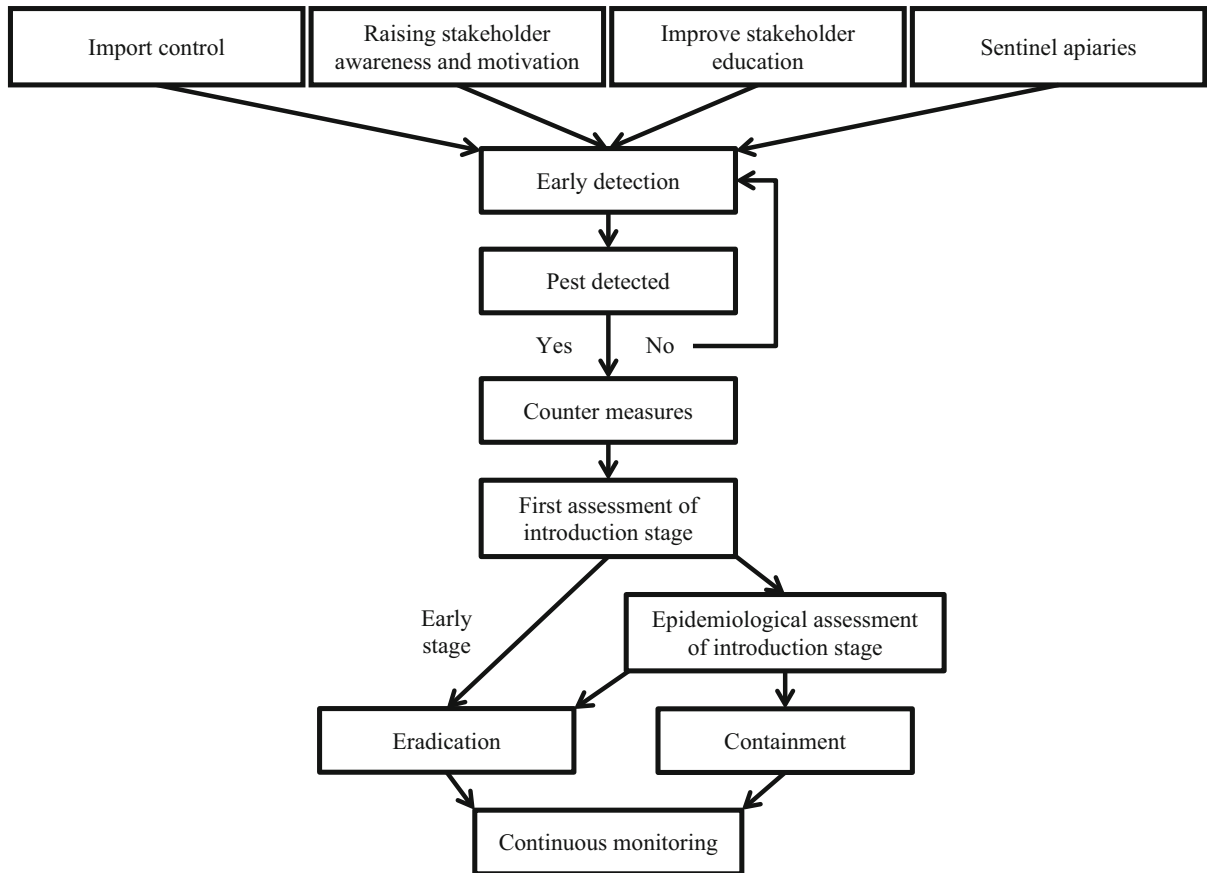 Import control
Raising stakeholder
awareness and motivation
Improve stakeholder
education
Sentinel apiaries
Early detection
Pest detected
Yes
No
Counter measures
First assessment of
introduction stage
Early
stage
Epidemiological assessment
of introduction stage
Eradication
Containment
Continuous monitoring